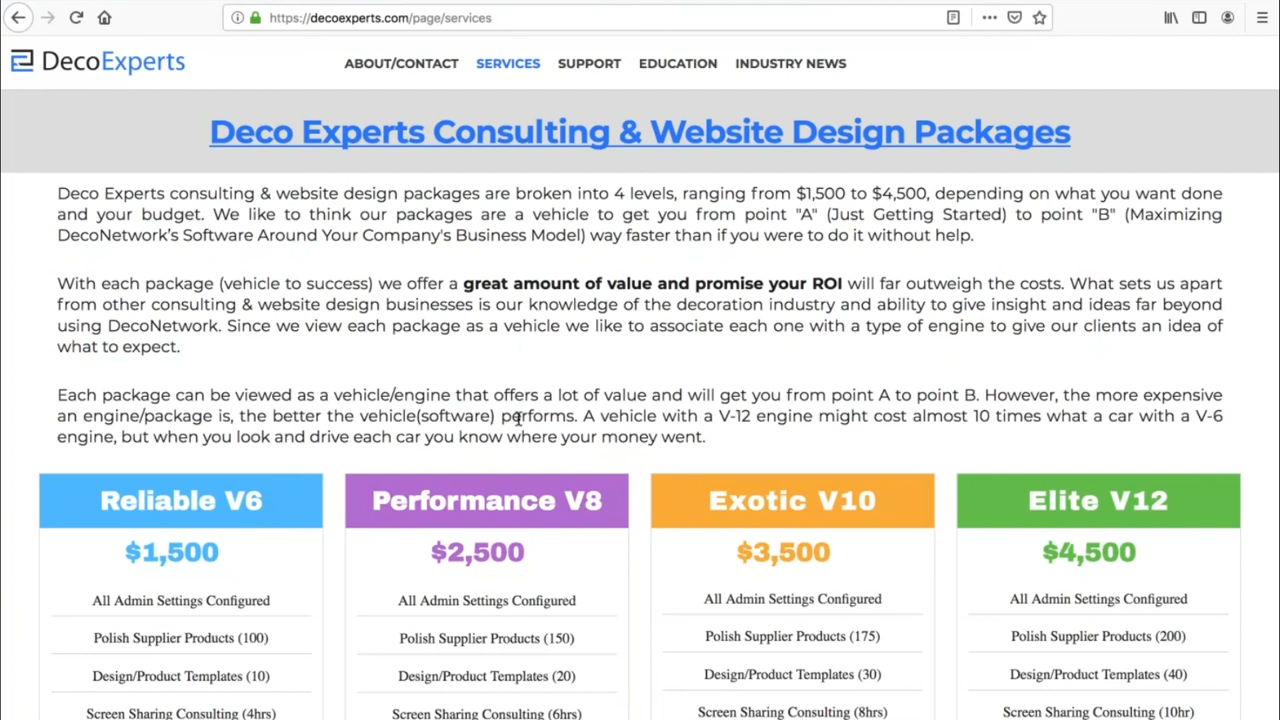 https://decoexperts.com/page/services
DecoExperts
ABOUT/CONTACT SERVICES SUPPORT EDUCATION INDUSTRY NEWS
Deco Experts Consulting & Website Design Packages
Deco Experts consulting & website design packages are broken into 4 levels, ranging from $1,500 to $4,500, depending on what you want done
and your budget. We like to think our packages are a vehicle to get you from point "A" (Just Getting Started) to point "B" (Maximizing
DecoNetwork's Software Around Your Company's Business Model) way faster than if you were to do it without help.
With each package (vehicle to success) we offer a great amount of value and promise your ROI will far outweigh the costs. What sets us apart
from other consulting & website design businesses is our knowledge of the decoration industry and ability to give insight and ideas far beyond
using DecoNetwork. Since we view each package as a vehicle we like to associate each one with a type of engine to give our clients an idea of
what to expect.
Each package can be viewed as a vehicle/engine that offers a lot of value and will get you from point A to point B. However, the more expensive
an engine/package is, the better the vehicle(software) performs. A vehicle with a V-12 engine might cost almost 10 times what a car with a V-6
engine, but when you look and drive each car you know where your money went.
Reliable V6
$1,500
All Admin Settings Configured
Polish Supplier Products (100)
Design/Product Templates (10)
Screen Sharing Consulting (4hrs)
Performance V8
$2,500
All Admin Settings Configured
Polish Supplier Products (150)
Design/Product Templates (20)
Screen Sharing Consulting (6hrs)
Exotic V10
$3,500
All Admin Settings Configured
Polish Supplier Products (175)
Design/Product Templates (30)
Screen Sharing Consulting (8hrs)
Elite V12
$4,500
All Admin Settings Configured
Polish Supplier Products (200)
Design/Product Templates (40)
Screen Sharing Consulting (10hr)